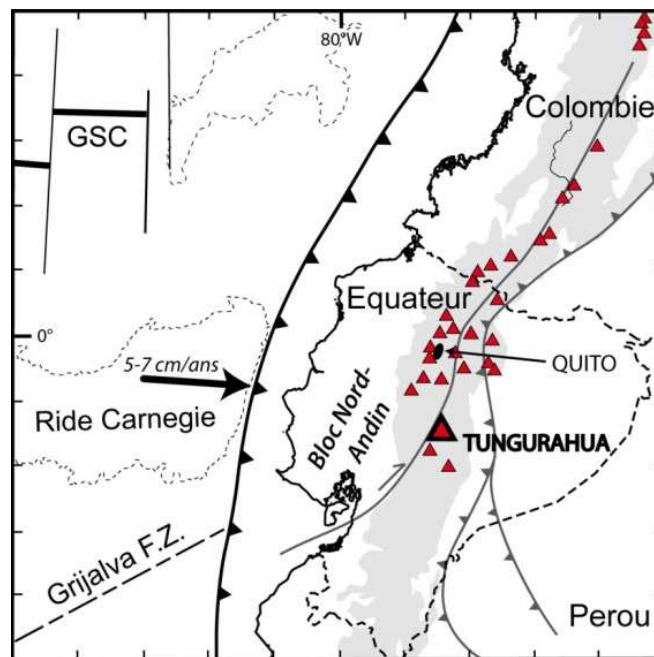 80°W
Colombie
GSC
Equateur
0°
5-7 cm/ans
QUITO
Ride Carnegie
Bloc Nord-
Andin
TUNGURAHUA
Grijalva F.Z.
Perou